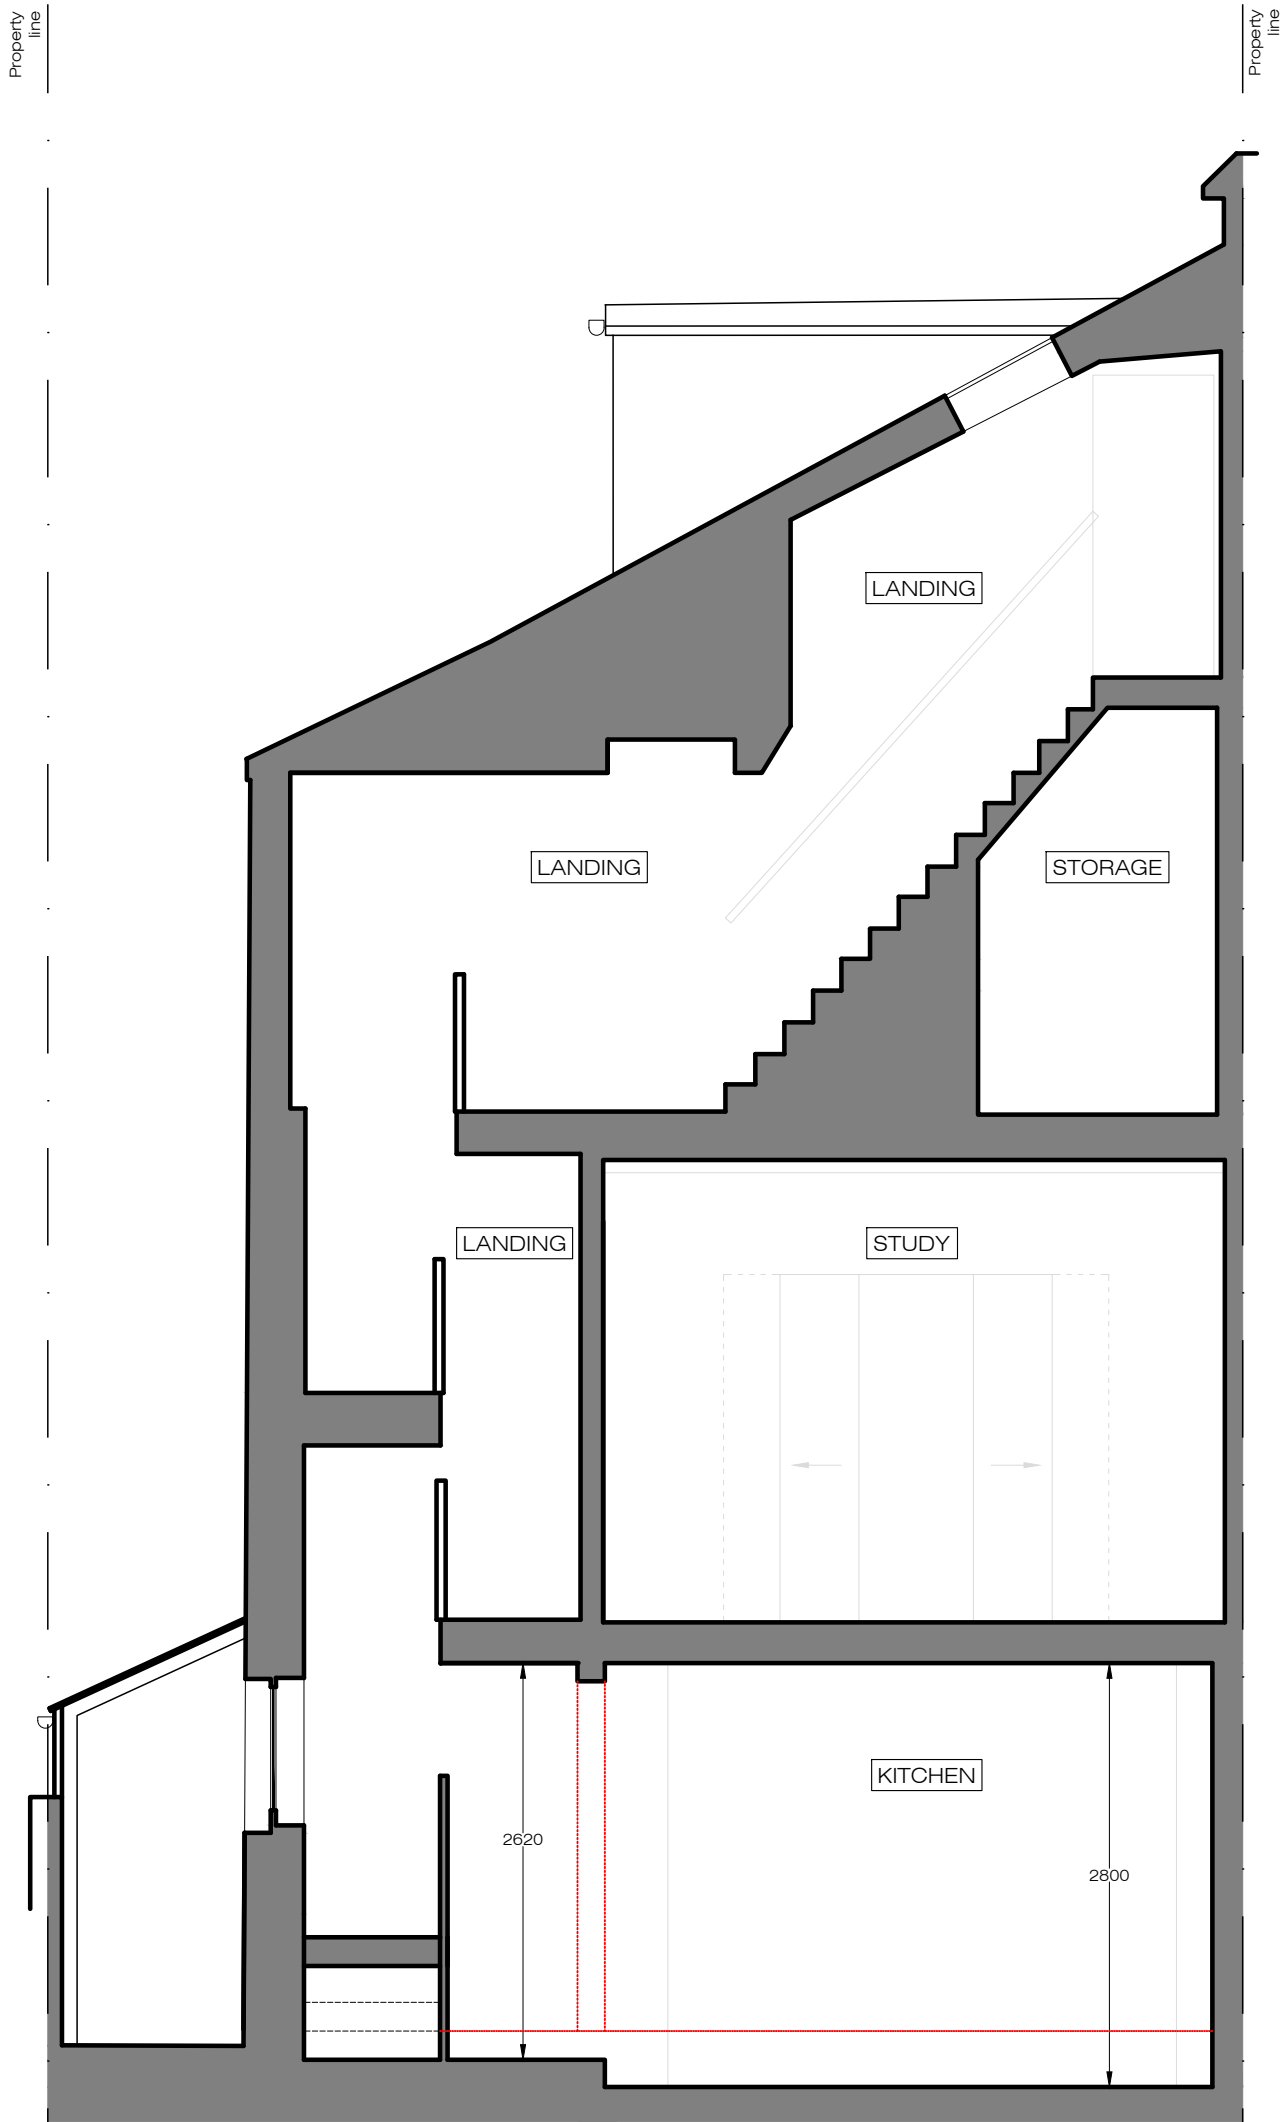 Property
line
Property
line
LANDING
LANDING
STORAGE
LANDING
STUDY
KITCHEN
2620
2800